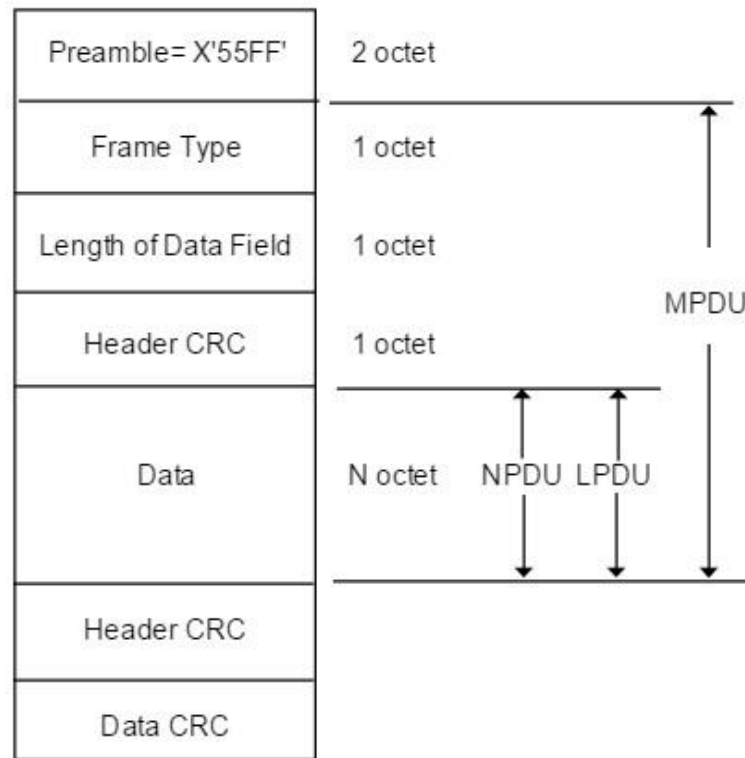 Preamble= X'55FF' 2 octet
Frame Type 1 octet
Length of Data Field 1 octet
MPDU
Header CRC 1 octet
Data N octet NPDU LPDU
Header CRC
Data CRC